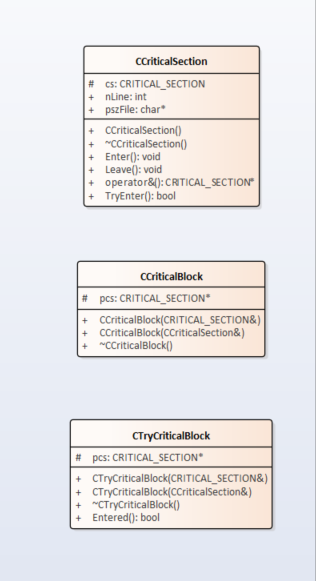 CCriticalSection
# cs: CRITICAL_SECTION
+ nLine: int
+ pszFile: char*
+ CCriticalSection()
+ ~CCriticalSection()
+ Enter(): void
+ Leave(): void
+ operator&(): CRITICAL_SECTION*
+ TryEnter(): bool
CCriticalBlock
# pcs: CRITICAL_SECTION*
+ CCriticalBlock(CRITICAL_SECTION&)
+ CCriticalBlock(CCriticalSection&)
+ ~CCriticalBlock()
CTryCriticalBlock
# pcs: CRITICAL_SECTION*
+ CTryCriticalBlock(CRITICAL_SECTION&)
+ CTryCriticalBlock(CCriticalSection&)
+ ~CTryCriticalBlock()
+ Entered(): bool